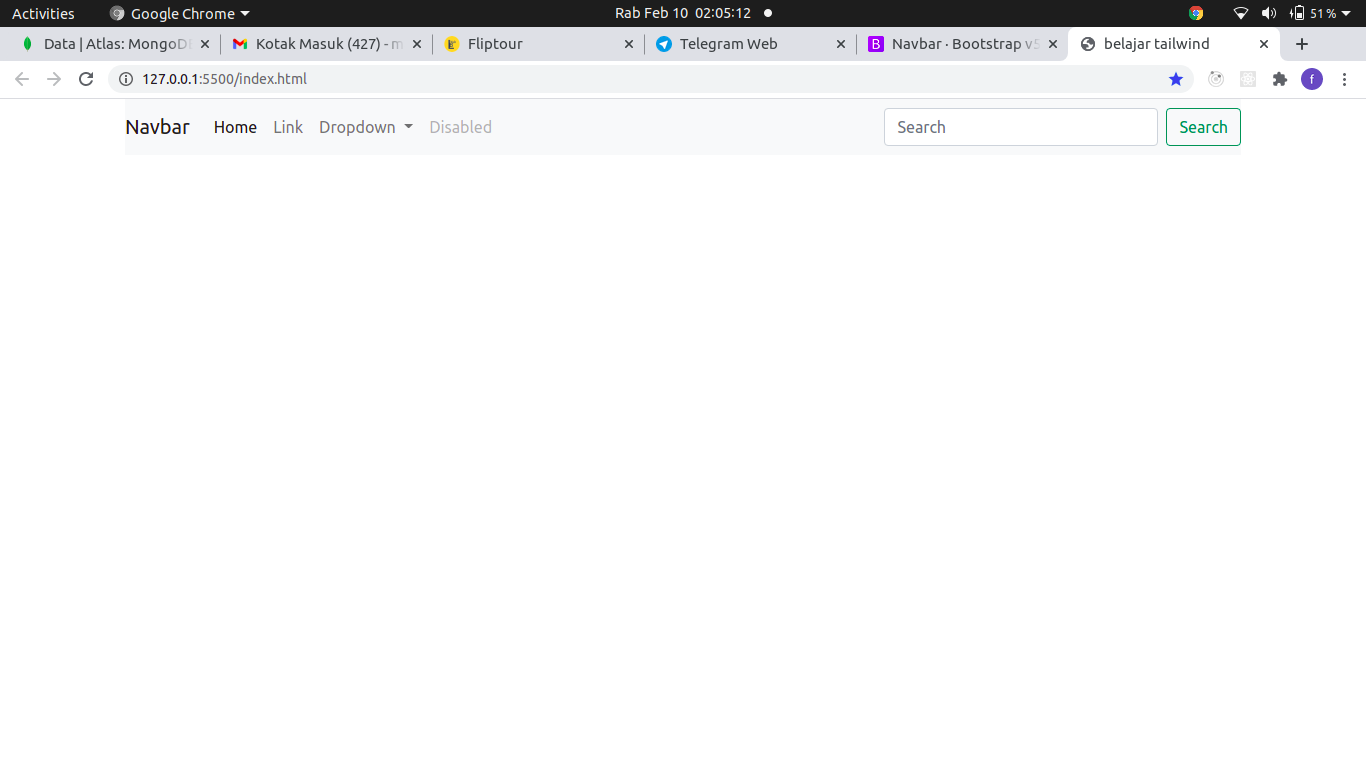 Activities Google Chrome Rab Feb 10 02:05:12 51%
Data | Atlas: MongoD Kotak Masuk (427) - m Fliptour Telegram Web B Navbar · Bootstrap v5 belajar tailwind
127.0.0.1:5500/index.html f
Navbar Home Link Dropdown Disabled Search Search